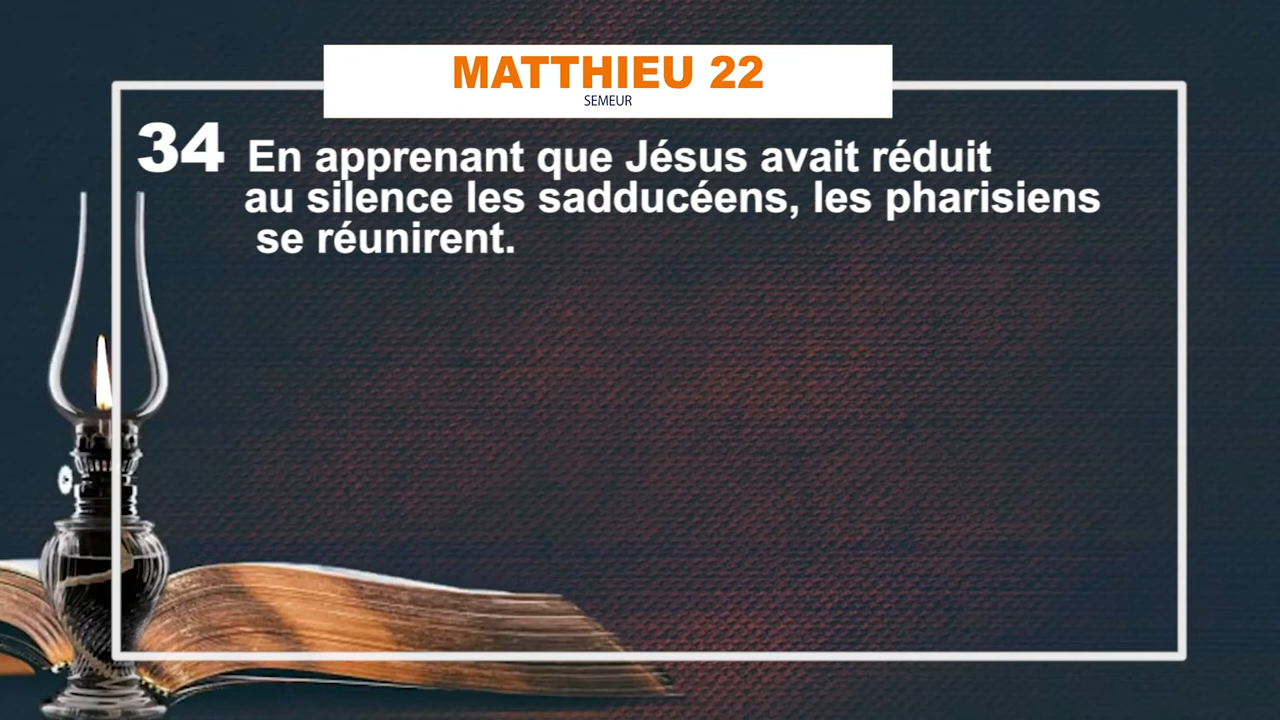 MATTHIEU 22
SEMEUR
34 En apprenant que Jésus avait réduit
au silence les sadducéens, les pharisiens
se réunirent.